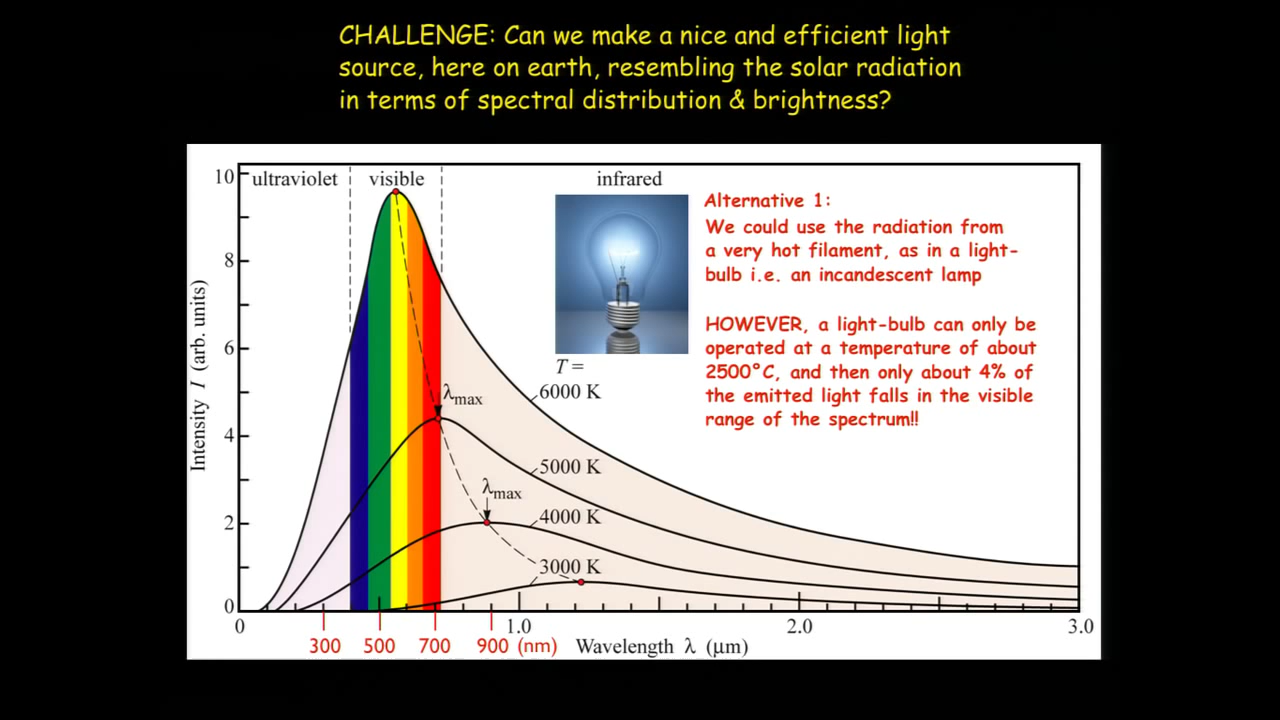 CHALLENGE: Can we make a nice and efficient light
source, here on earth, resembling the solar radiation
in terms of spectral distribution & brightness?
10
ultraviolet
visible
infrared
Alternative 1:
We could use the radiation from
a very hot filament, as in a light-
bulb i.e. an incandescent lamp
HOWEVER, a light-bulb can only be
operated at a temperature of about
2500°C, and then only about 4% of
the emitted light falls in the visible
range of the spectrum!!
8
6
4
2
0
Intensity I (arb. units)
T =
6000 K
λmax
5000 K
λmax
4000 K
3000 K
0
1.0
2.0
3.0
300
500
700
900 (nm)
Wavelength λ (μm)